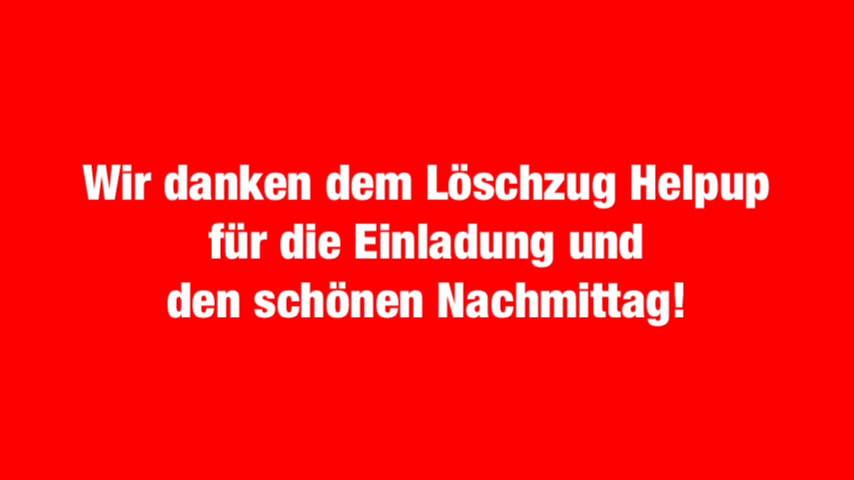 Wir danken dem Löschzug Helpup
für die Einladung und
den schönen Nachmittag!